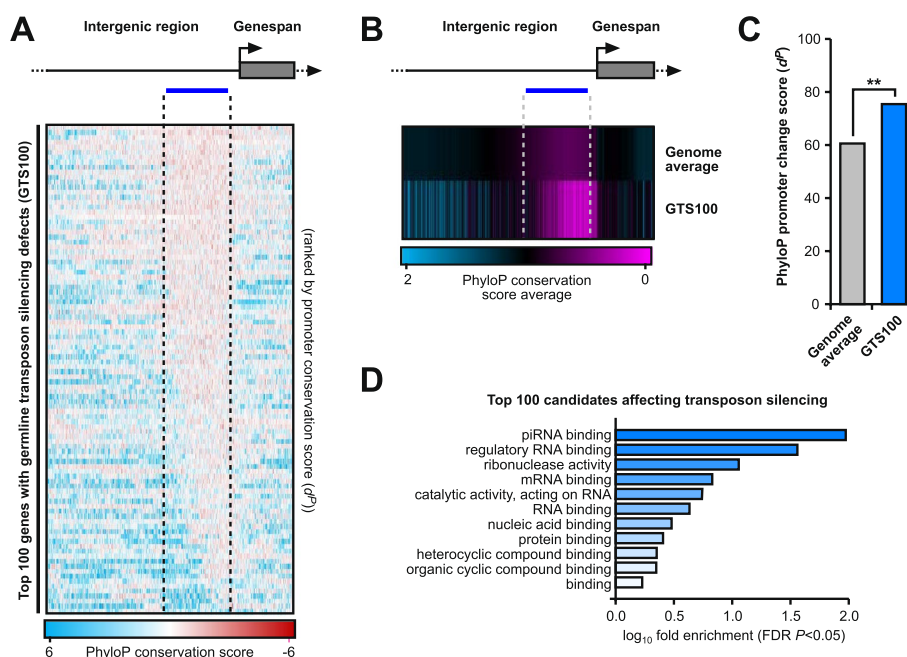 A
Intergenic region
Genespan
Top 100 genes with germline transposon silencing defects (GTS100)
(ranked by promoter conservation score (dP))
6
PhyloP conservation score
-6
B
Intergenic region
Genespan
Genome
average
GTS100
2
PhyloP conservation
score average
0
C
PhyloP promoter change score (dP)
100
80
60
40
20
0
**
Genome
average
GTS100
D
Top 100 candidates affecting transposon silencing
piRNA binding
regulatory RNA binding
ribonuclease activity
mRNA binding
catalytic activity, acting on RNA
RNA binding
nucleic acid binding
protein binding
heterocyclic compound binding
organic cyclic compound binding
binding
0.0 0.5 1.0 1.5 2.0
log10 fold enrichment (FDR P<0.05)